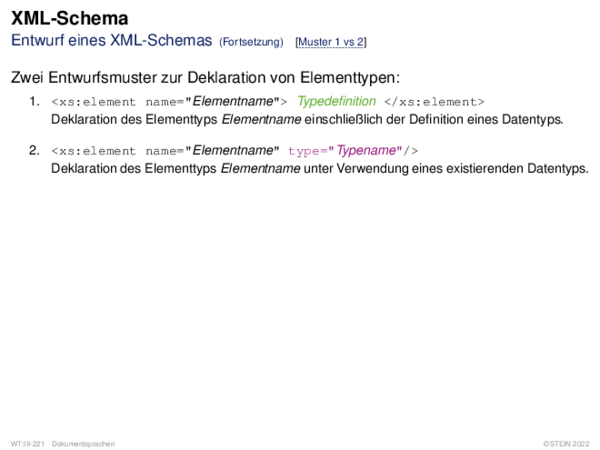 XML-Schema
Entwurf eines XML-Schemas (Fortsetzung) [Muster 1 vs 2]
Zwei Entwurfsmuster zur Deklaration von Elementtypen:
1. <xs:element name="Elementname"> Typedefinition </xs:element>
Deklaration des Elementtyps Elementname einschließlich der Definition eines Datentyps.
2. <xs:element name="Elementname" type="Typename"/>
Deklaration des Elementtyps Elementname unter Verwendung eines existierenden Datentyps.
WT:III-221 Dokumentsprachen ©STEIN 2022